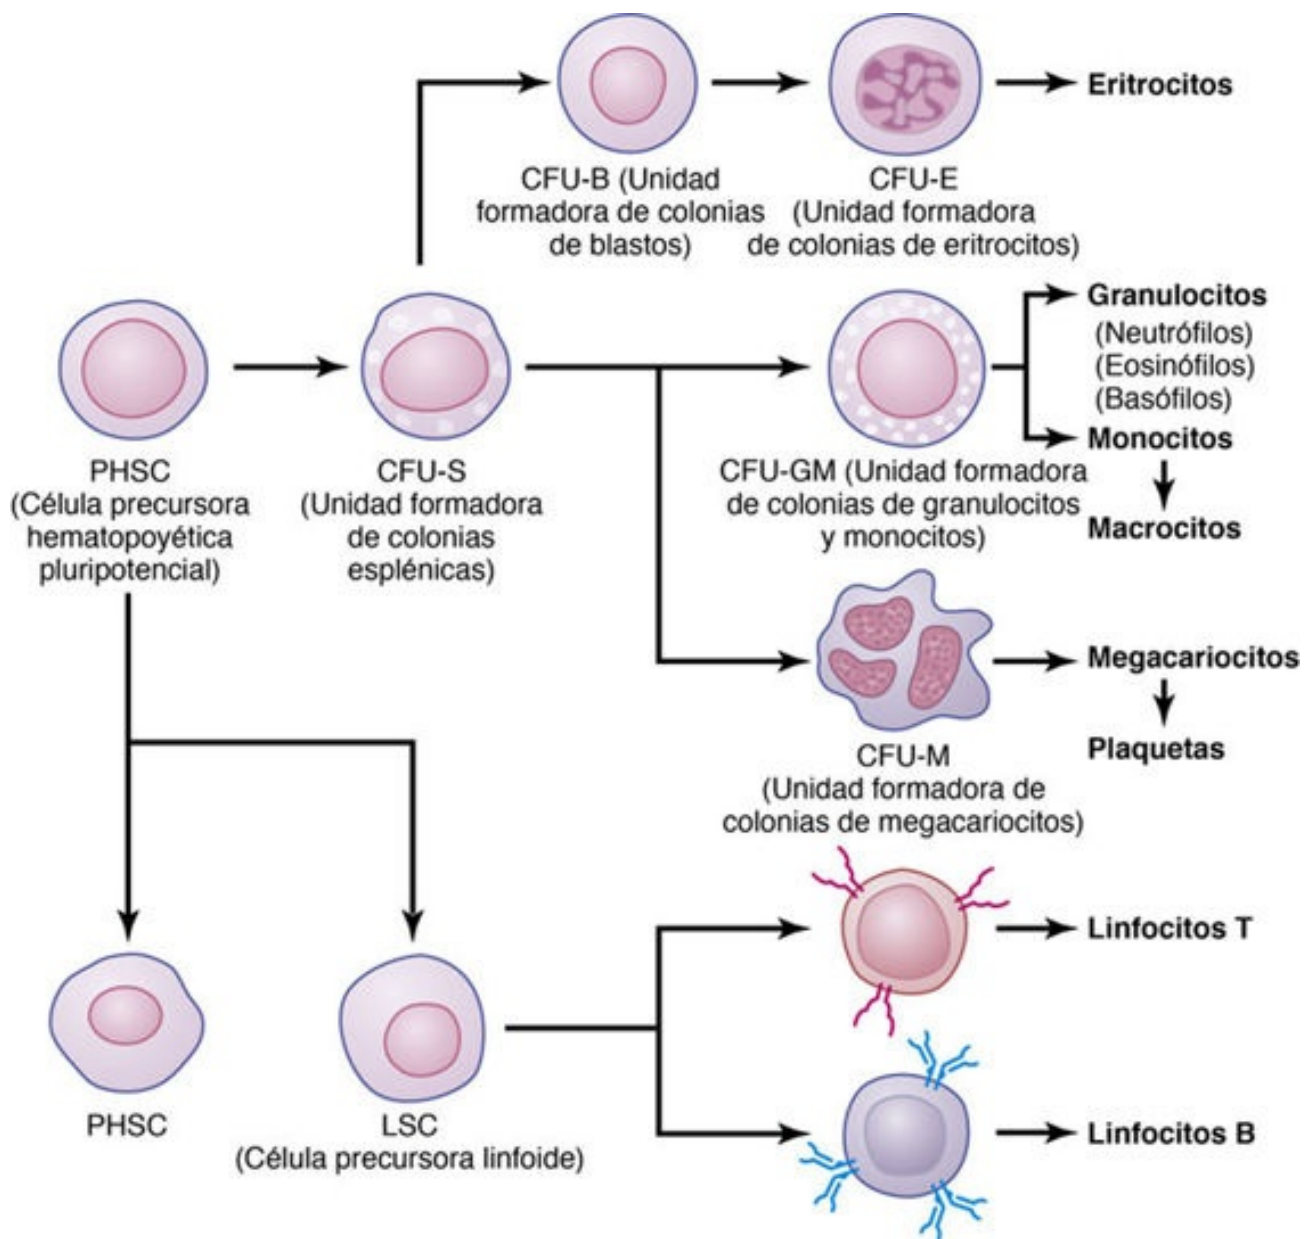 Eritrocitos
CFU-B (Unidad
formadora de colonias
de blastos)
CFU-E
(Unidad formadora
de colonias de eritrocitos)
PHSC
(Célula precursora
hematopoyética
pluripotencial)
CFU-S
(Unidad formadora
de colonias
esplénicas)
CFU-GM (Unidad formadora
de colonias de granulocitos
y monocitos)
Granulocitos
(Neutrófilos)
(Eosinófilos)
(Basófilos)
Monocitos
Macrocitos
CFU-M
(Unidad formadora de
colonias de megacariocitos)
Megacariocitos
Plaquetas
PHSC
LSC
(Célula precursora linfoide)
Linfocitos T
Linfocitos B